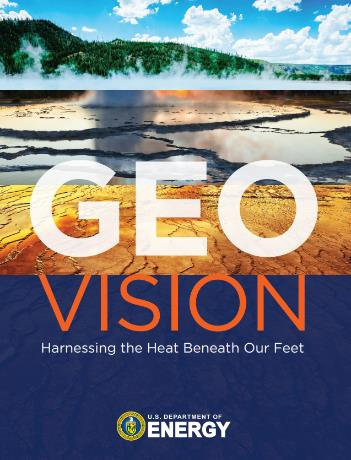 GEO
VISION
Harnessing the Heat Beneath Our Feet
U.S. DEPARTMENT OF
ENERGY